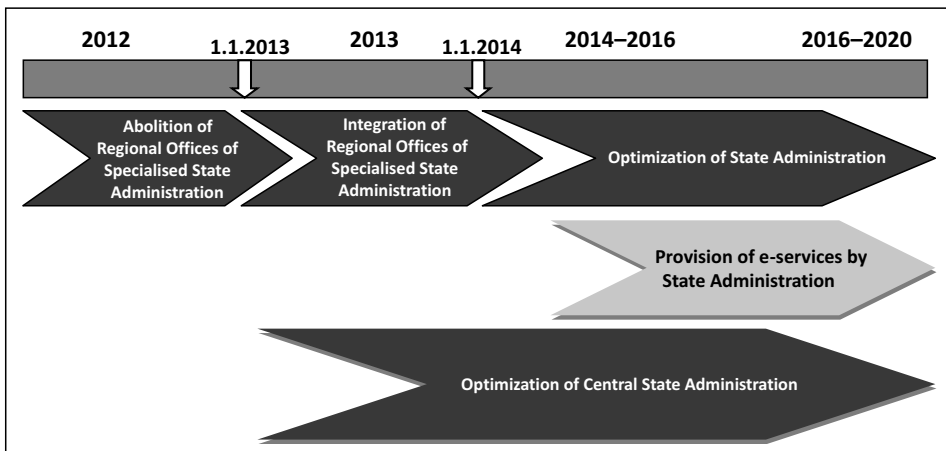 2012
1.1.2013
2013
1.1.2014
2014–2016
2016–2020
Abolition of
Regional Offices of
Specialised State
Administration
Integration of
Regional Offices of
Specialised State
Administration
Optimization of State Administration
Provision of e-services by
State Administration
Optimization of Central State Administration